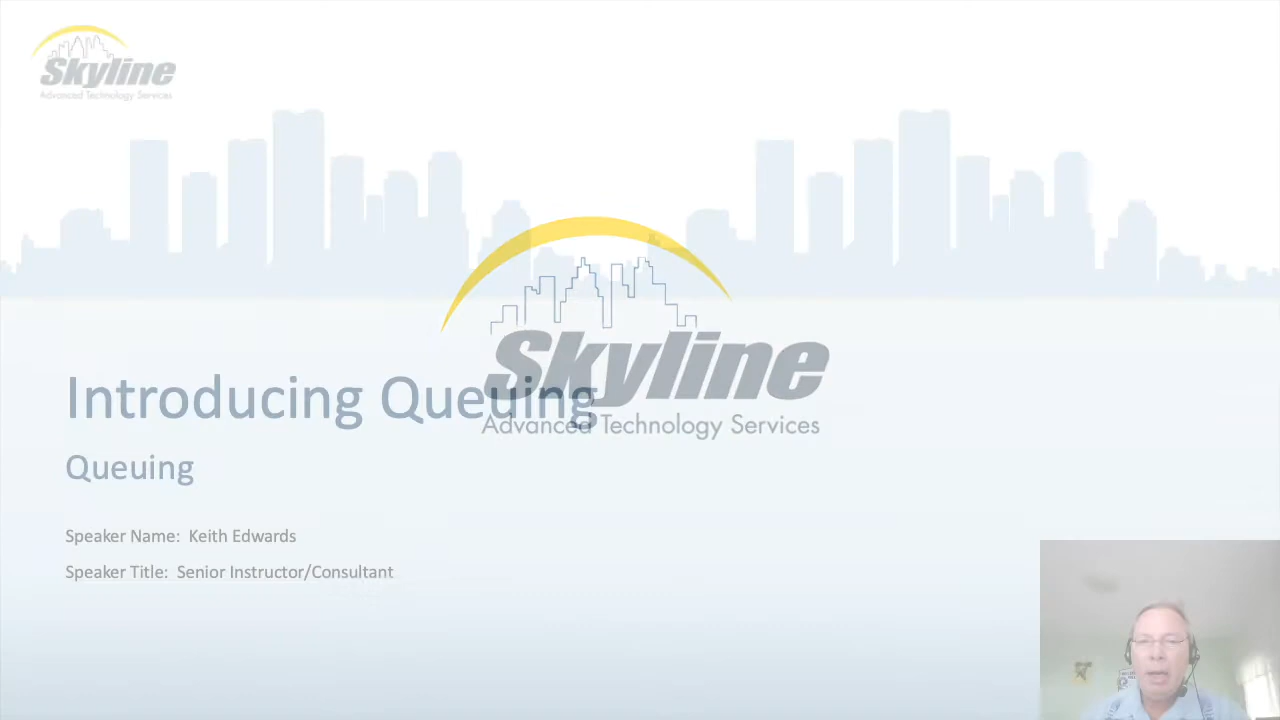 Skyline
Advanced Technology Services
Skyline
Advanced Technology Services
Introducing Queuing
Queuing
Speaker Name:  Keith Edwards
Speaker Title:  Senior Instructor/Consultant